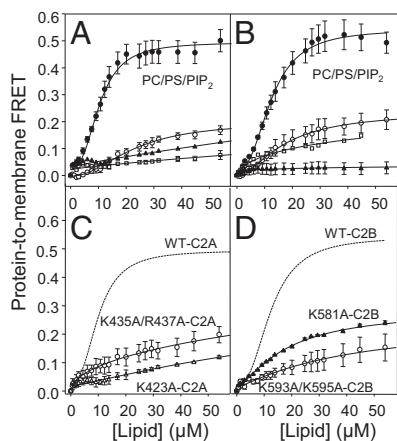 A
B
0.6
0.5
0.4
0.3
0.2
0.1
0.0
PC/PS/PIP2
PC/PS/PIP2
0 10 20 30 40 50
0 10 20 30 40 50
Protein-to-membrane FRET
C
D
0.4
0.3
0.2
0.1
0.0
WT-C2A
K435A/R437A-C2A
K423A-C2A
WT-C2B
K581A-C2B
K593A/K595A-C2B
0 10 20 30 40 50
0 10 20 30 40 50
[Lipid] (µM)
[Lipid] (µM)